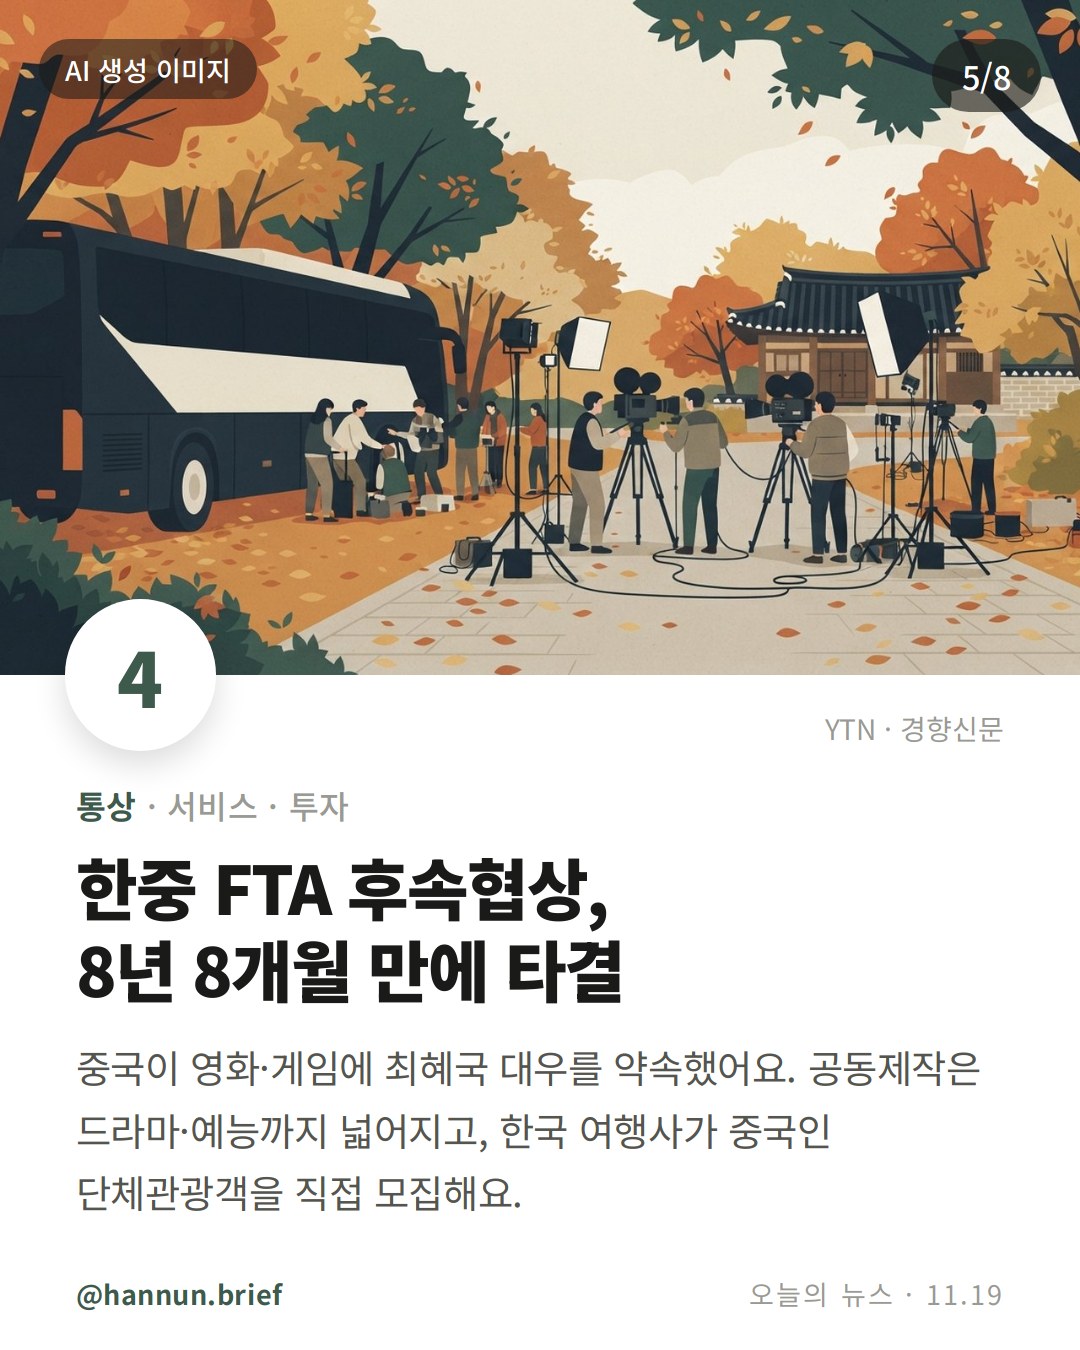 AI 생성 이미지
5/8
4
YTN · 경향신문
통상 · 서비스 · 투자
한중 FTA 후속협상,
8년 8개월 만에 타결
중국이 영화·게임에 최혜국 대우를 약속했어요. 공동제작은
드라마·예능까지 넓어지고, 한국 여행사가 중국인
단체관광객을 직접 모집해요.
@hannun.brief
오늘의 뉴스 · 11.19